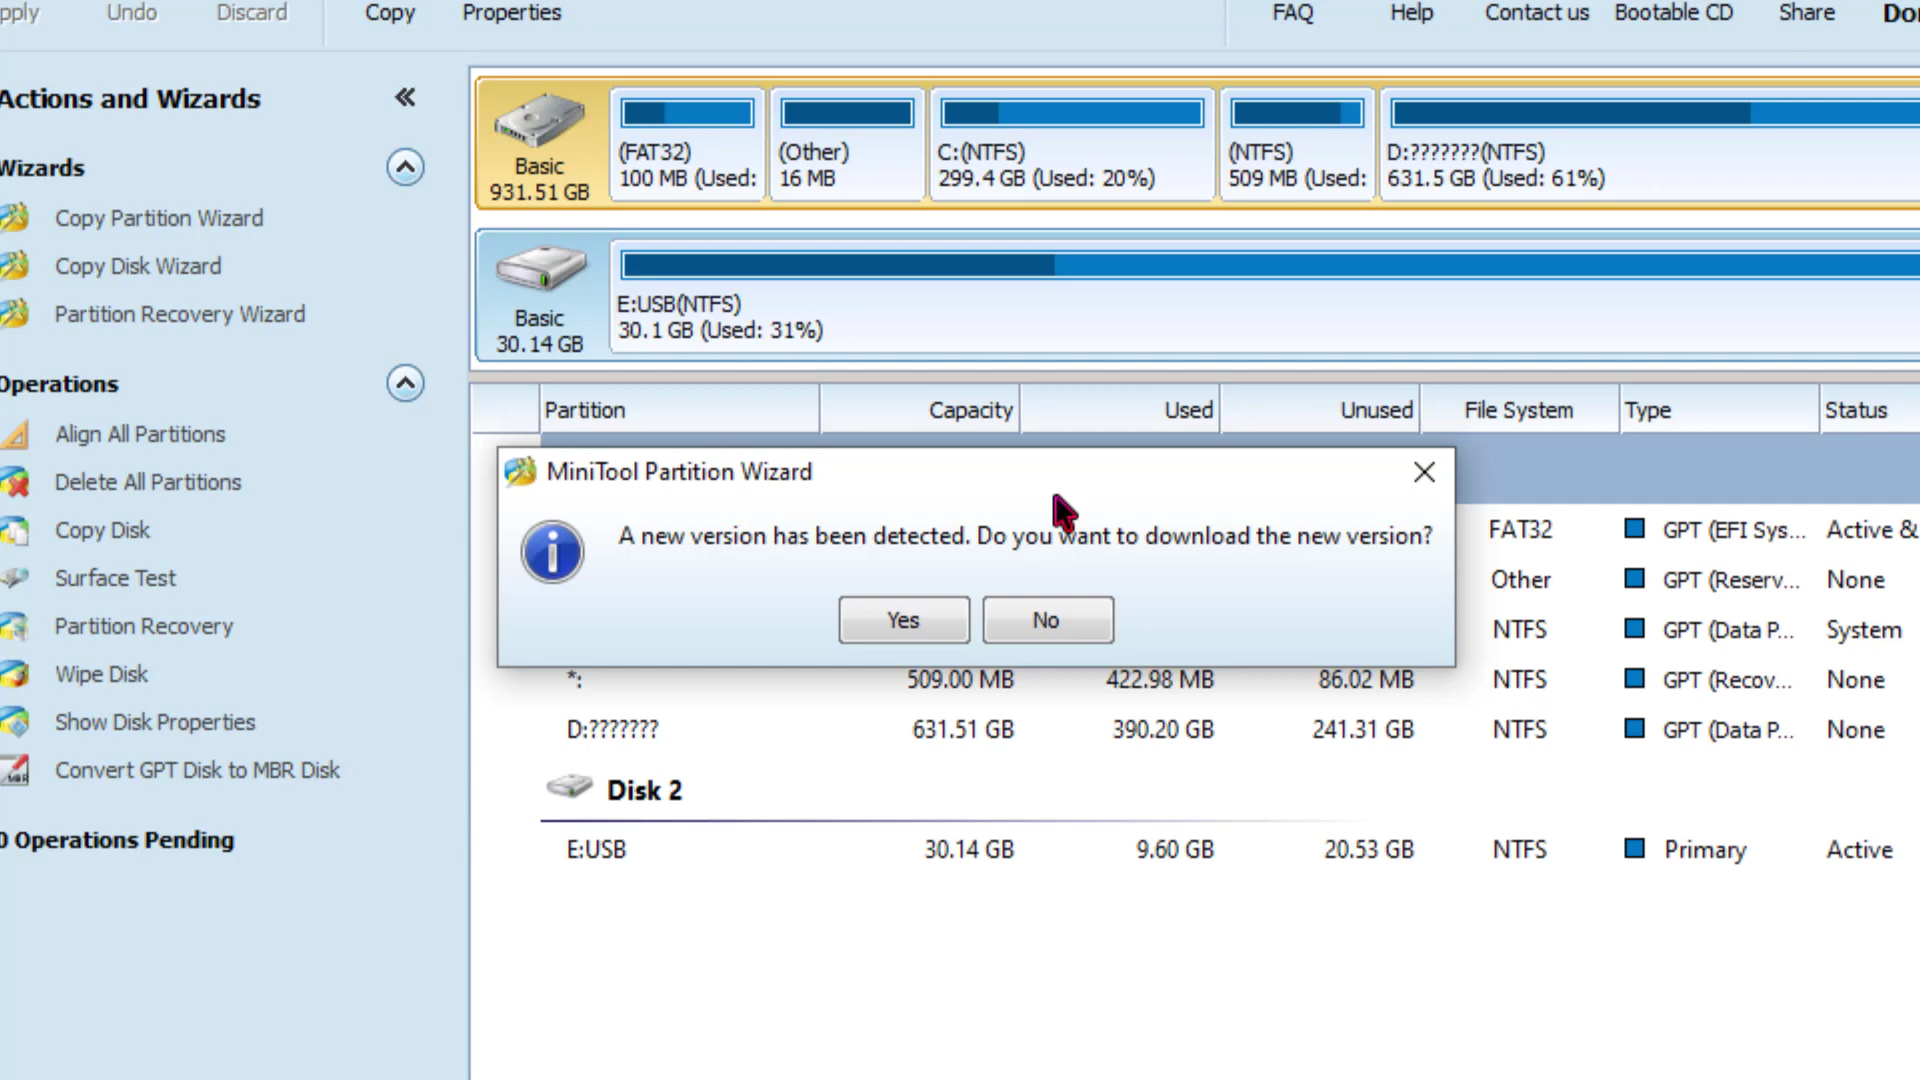 pply Undo Discard Copy Properties FAQ Help Contact us Bootable CD Share Do
Actions and Wizards
Wizards
Copy Partition Wizard
Copy Disk Wizard
Partition Recovery Wizard
Operations
Align All Partitions
Delete All Partitions
Copy Disk
Surface Test
Partition Recovery
Wipe Disk
Show Disk Properties
Convert GPT Disk to MBR Disk
0 Operations Pending
Basic
931.51 GB
(FAT32)
100 MB (Used:
(Other)
16 MB
C:(NTFS)
299.4 GB (Used: 20%)
(NTFS)
509 MB (Used:
D:???????(NTFS)
631.5 GB (Used: 61%)
Basic
30.14 GB
E:USB(NTFS)
30.1 GB (Used: 31%)
Partition Capacity Used Unused File System Type Status
MiniTool Partition Wizard
A new version has been detected. Do you want to download the new version?
Yes No
FAT32 GPT (EFI Sys... Active &
Other GPT (Reserv... None
NTFS GPT (Data P... System
*: 509.00 MB 422.98 MB 86.02 MB NTFS GPT (Recov... None
D:??????? 631.51 GB 390.20 GB 241.31 GB NTFS GPT (Data P... None
Disk 2
E:USB 30.14 GB 9.60 GB 20.53 GB NTFS Primary Active